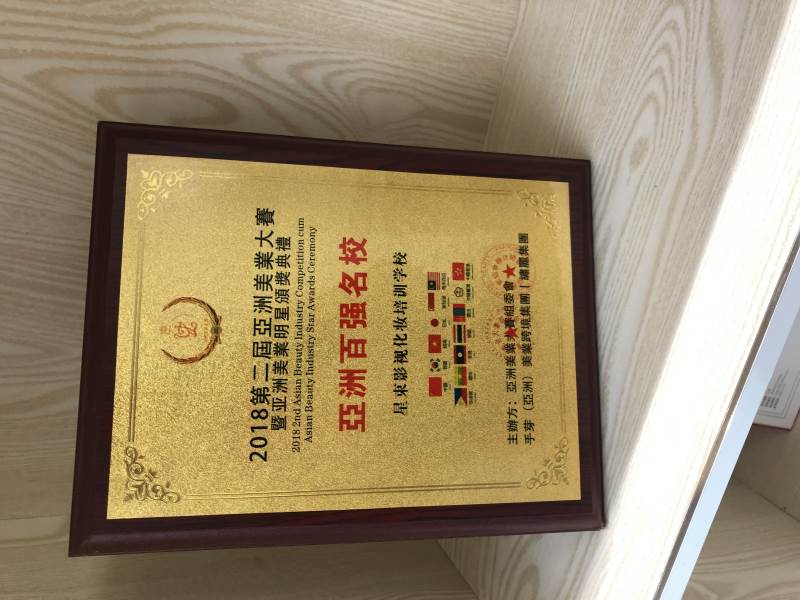 2018第二屆亞洲美業大賽
暨亚洲美業明星頒獎典禮
2018 2nd Asian Beauty Industry Competition cum
Asian Beauty Industry Star Awards Ceremony
亞洲百强名校
星束影视化妆培训学校
主辦方：亞洲美業大賽組委會
手芽（亞洲）美業跨境集團